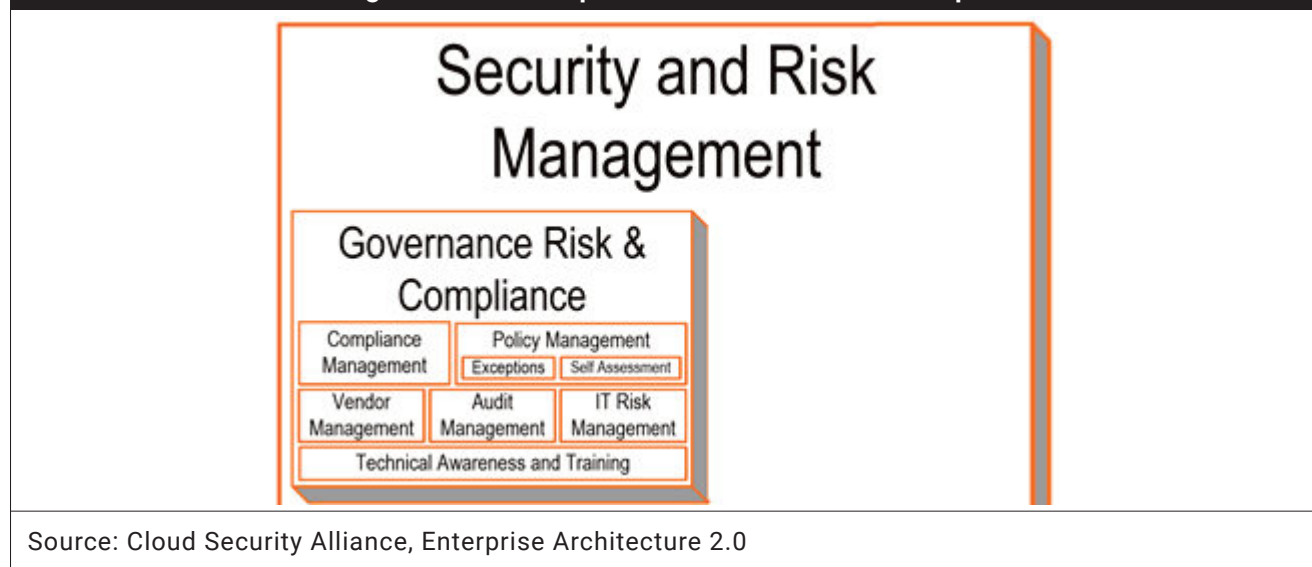 Security and Risk
Management
Governance Risk &
Compliance
Compliance
Management
Policy Management
Exceptions
Self Assessment
Vendor
Management
Audit
Management
IT Risk
Management
Technical Awareness and Training
Source: Cloud Security Alliance, Enterprise Architecture 2.0